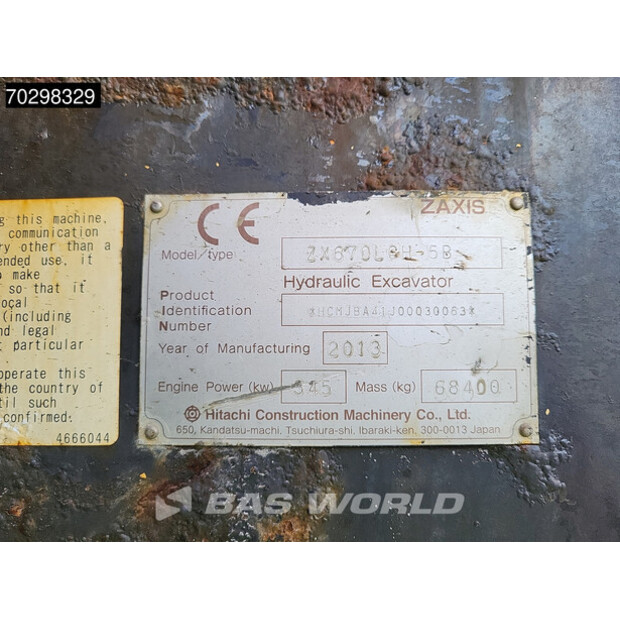 70298329
g this machine,
communication
ry other than a
ended use, it
o make
so that it
ocal
(including
nd legal
t particular
operate this
the country of
til such
confirmed.
4666044
CE ZAXIS
Model/type ZX670LCH-5B
Hydraulic Excavator
Product
Identification *HCMJBA41J00030063*
Number
Year of Manufacturing 2013
Engine Power (kw) 345 Mass (kg) 68400
Hitachi Construction Machinery Co., Ltd.
650, Kandatsu-machi, Tsuchiura-shi, Ibaraki-ken, 300-0013 Japan
BAS WORLD